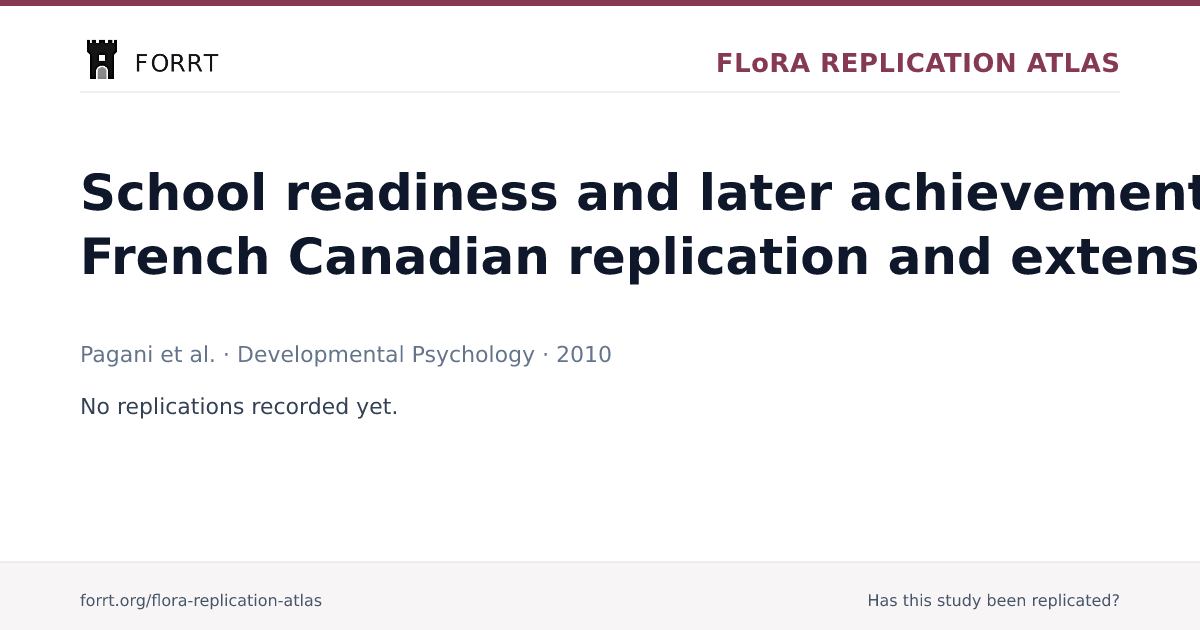 FORRT
FLoRA REPLICATION ATLAS
School readiness and later achievement
French Canadian replication and extens
Pagani et al. · Developmental Psychology · 2010
No replications recorded yet.
forrt.org/flora-replication-atlas
Has this study been replicated?